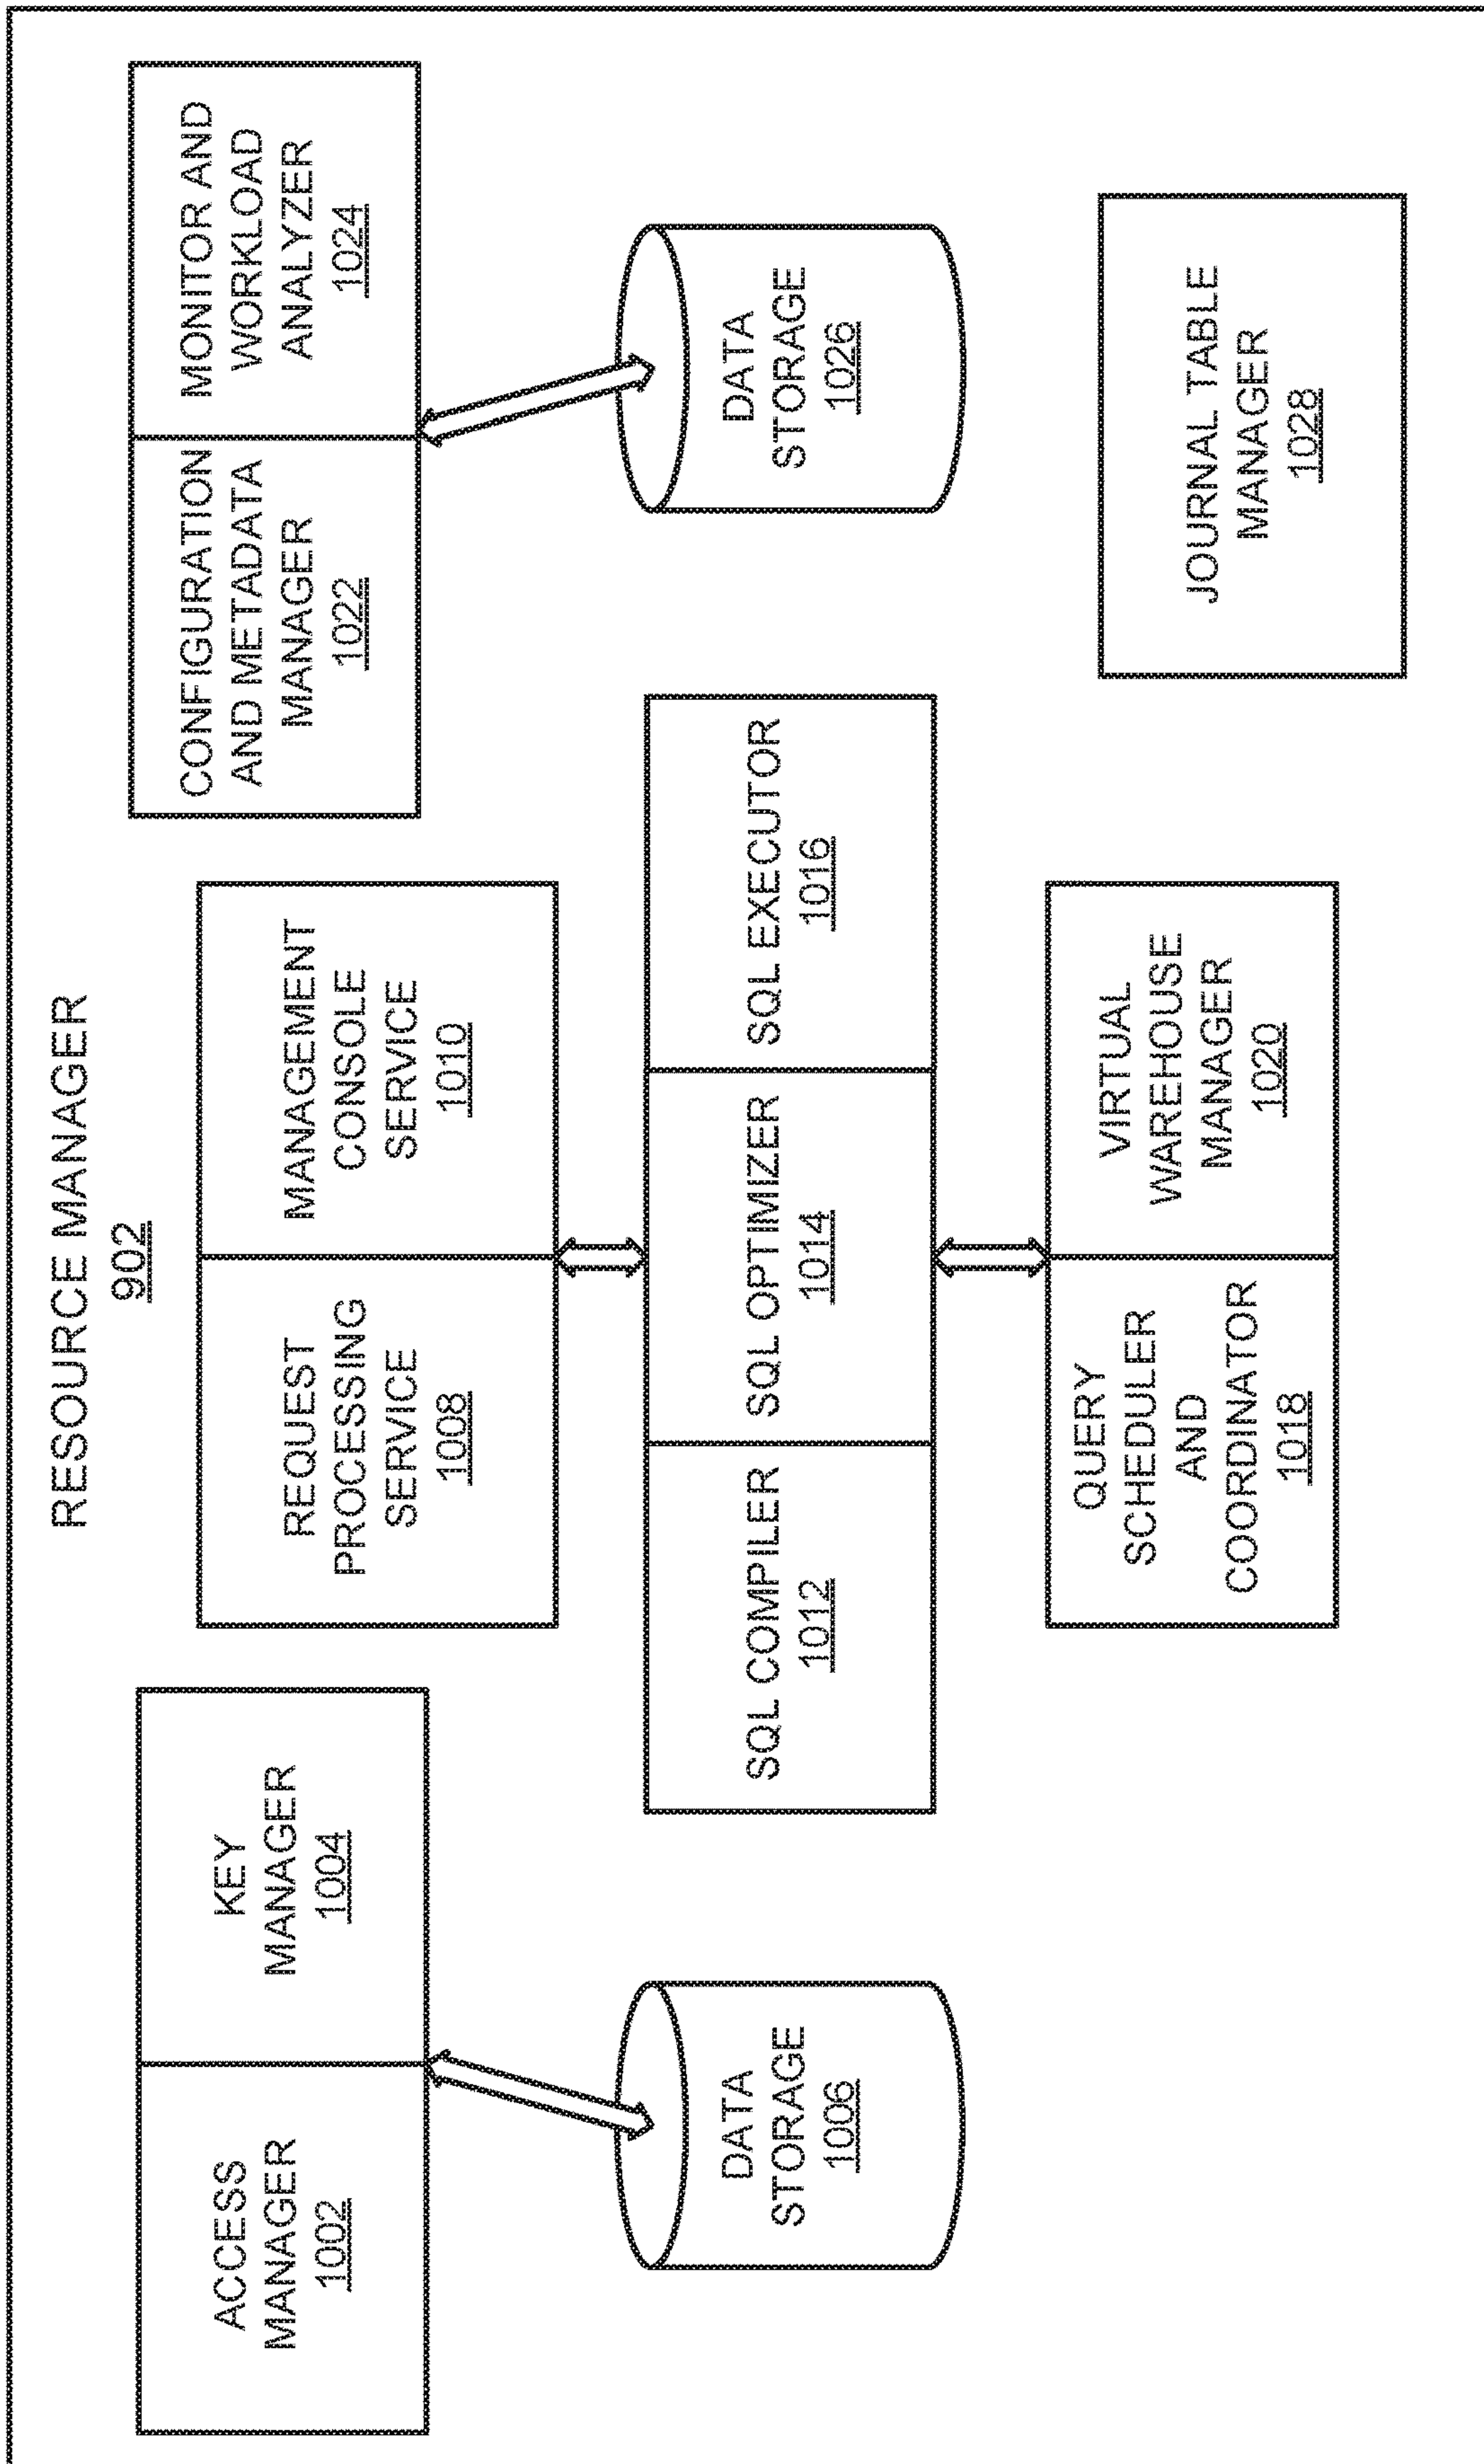 RESOURCE MANAGER
902
ACCESS
MANAGER
1002
KEY
MANAGER
1004
DATA
STORAGE
1006
REQUEST
PROCESSING
SERVICE
1008
MANAGEMENT
CONSOLE
SERVICE
1010
SQL COMPILER
1012
SQL OPTIMIZER
1014
SQL EXECUTOR
1016
QUERY
SCHEDULER
AND
COORDINATOR
1018
VIRTUAL
WAREHOUSE
MANAGER
1020
CONFIGURATION
AND METADATA
MANAGER
1022
MONITOR AND
WORKLOAD
ANALYZER
1024
DATA
STORAGE
1026
JOURNAL TABLE
MANAGER
1028